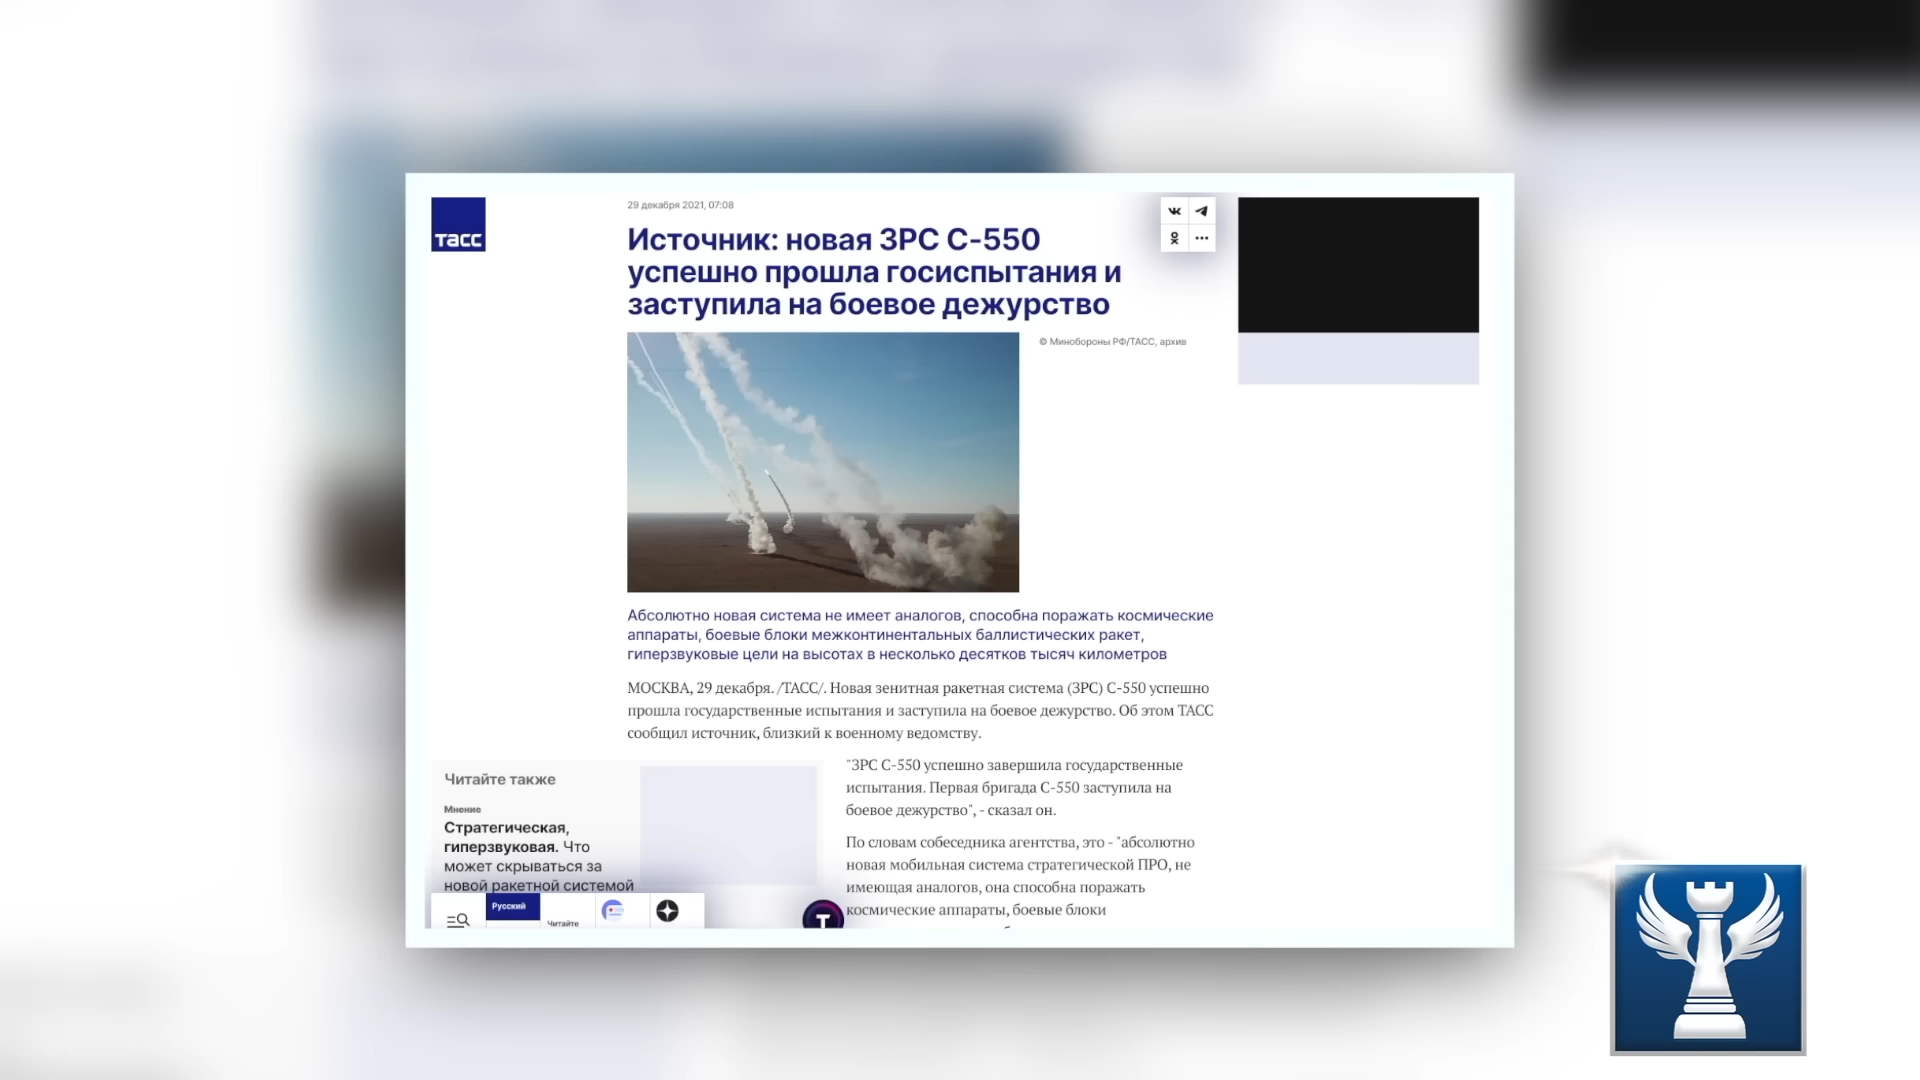 тасс
29 декабря 2021, 07:08
Источник: новая ЗРС С-550
успешно прошла госиспытания и
заступила на боевое дежурство
© Минобороны РФ/ТАСС, архив
Абсолютно новая система не имеет аналогов, способна поражать космические
аппараты, боевые блоки межконтинентальных баллистических ракет,
гиперзвуковые цели на высотах в несколько десятков тысяч километров
МОСКВА, 29 декабря. /ТАСС/. Новая зенитная ракетная система (ЗРС) С-550 успешно
прошла государственные испытания и заступила на боевое дежурство. Об этом ТАСС
сообщил источник, близкий к военному ведомству.
Читайте также
Мнение
Стратегическая,
гиперзвуковая. Что
может скрываться за
новой ракетной системой
"ЗРС С-550 успешно завершила государственные
испытания. Первая бригада С-550 заступила на
боевое дежурство", - сказал он.
По словам собеседника агентства, это - "абсолютно
новая мобильная система стратегической ПРО, не
имеющая аналогов, она способна поражать
космические аппараты, боевые блоки
Русский
Читайте
T